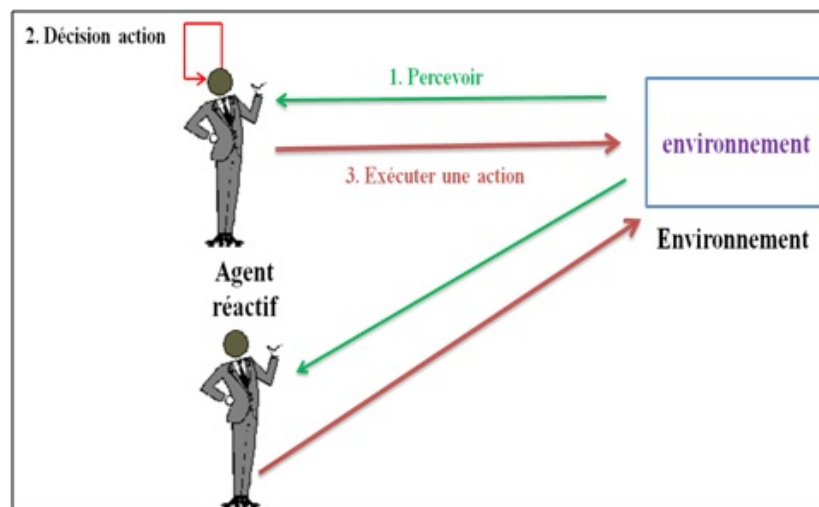 2. Décision action
1. Percevoir
environnement
3. Exécuter une action
Environnement
Agent
réactif